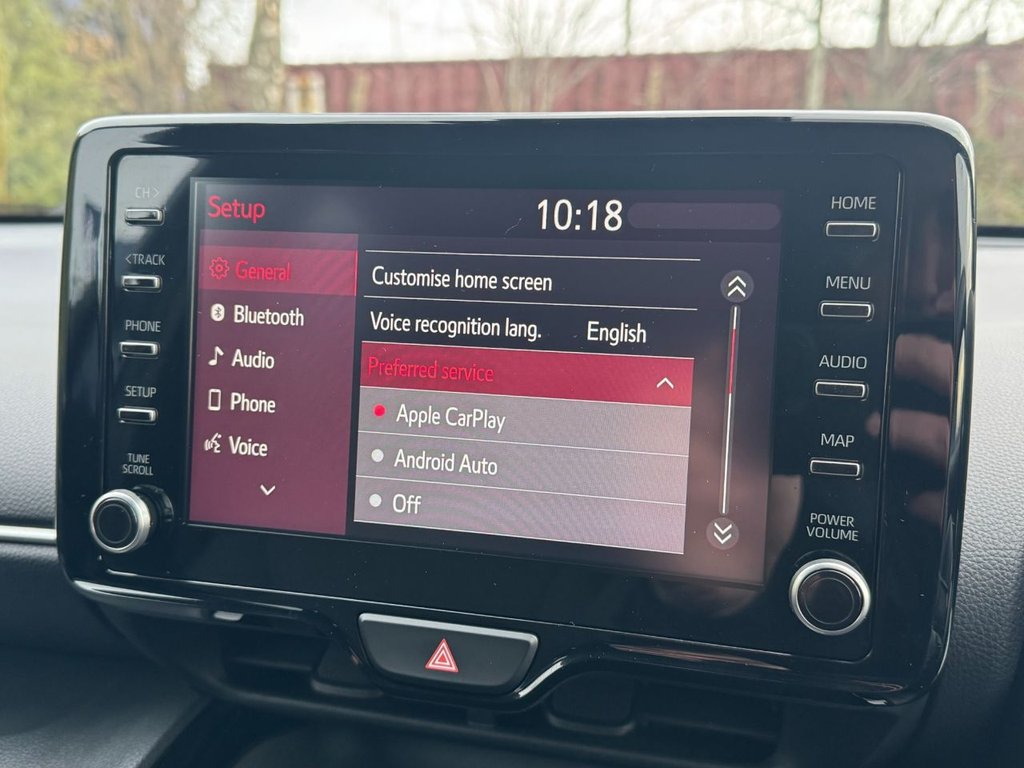 CH>
<TRACK
PHONE
SETUP
TUNE
SCROLL
Setup
10:18
General
Bluetooth
Audio
Phone
Voice
Customise home screen
Voice recognition lang. English
Preferred service
Apple CarPlay
Android Auto
Off
HOME
MENU
AUDIO
MAP
POWER
VOLUME